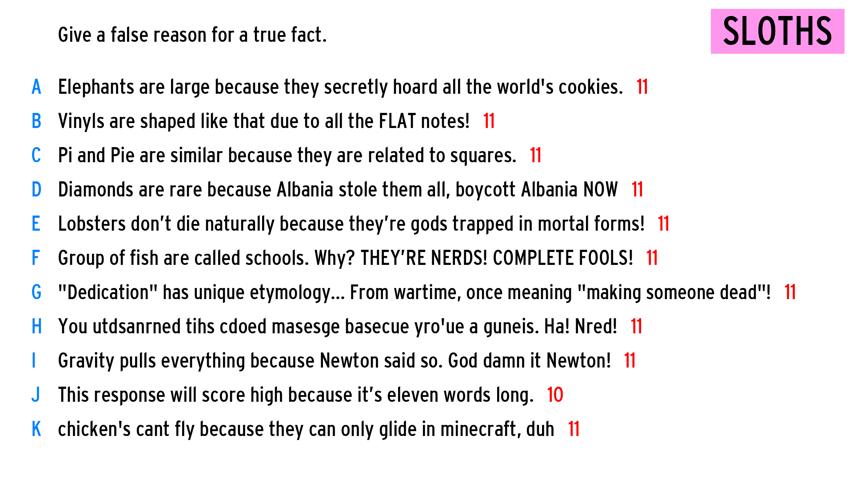 Give a false reason for a true fact.
SLOTHS
A Elephants are large because they secretly hoard all the world's cookies. 11
B Vinyls are shaped like that due to all the FLAT notes! 11
C Pi and Pie are similar because they are related to squares. 11
D Diamonds are rare because Albania stole them all, boycott Albania NOW 11
E Lobsters don’t die naturally because they’re gods trapped in mortal forms! 11
F Group of fish are called schools. Why? THEY’RE NERDS! COMPLETE FOOLS! 11
G "Dedication" has unique etymology... From wartime, once meaning "making someone dead"! 11
H You utdsanrned tihs cdoed masesge basecue yro'ue a guneis. Ha! Nred! 11
I Gravity pulls everything because Newton said so. God damn it Newton! 11
J This response will score high because it’s eleven words long. 10
K chicken's cant fly because they can only glide in minecraft, duh 11